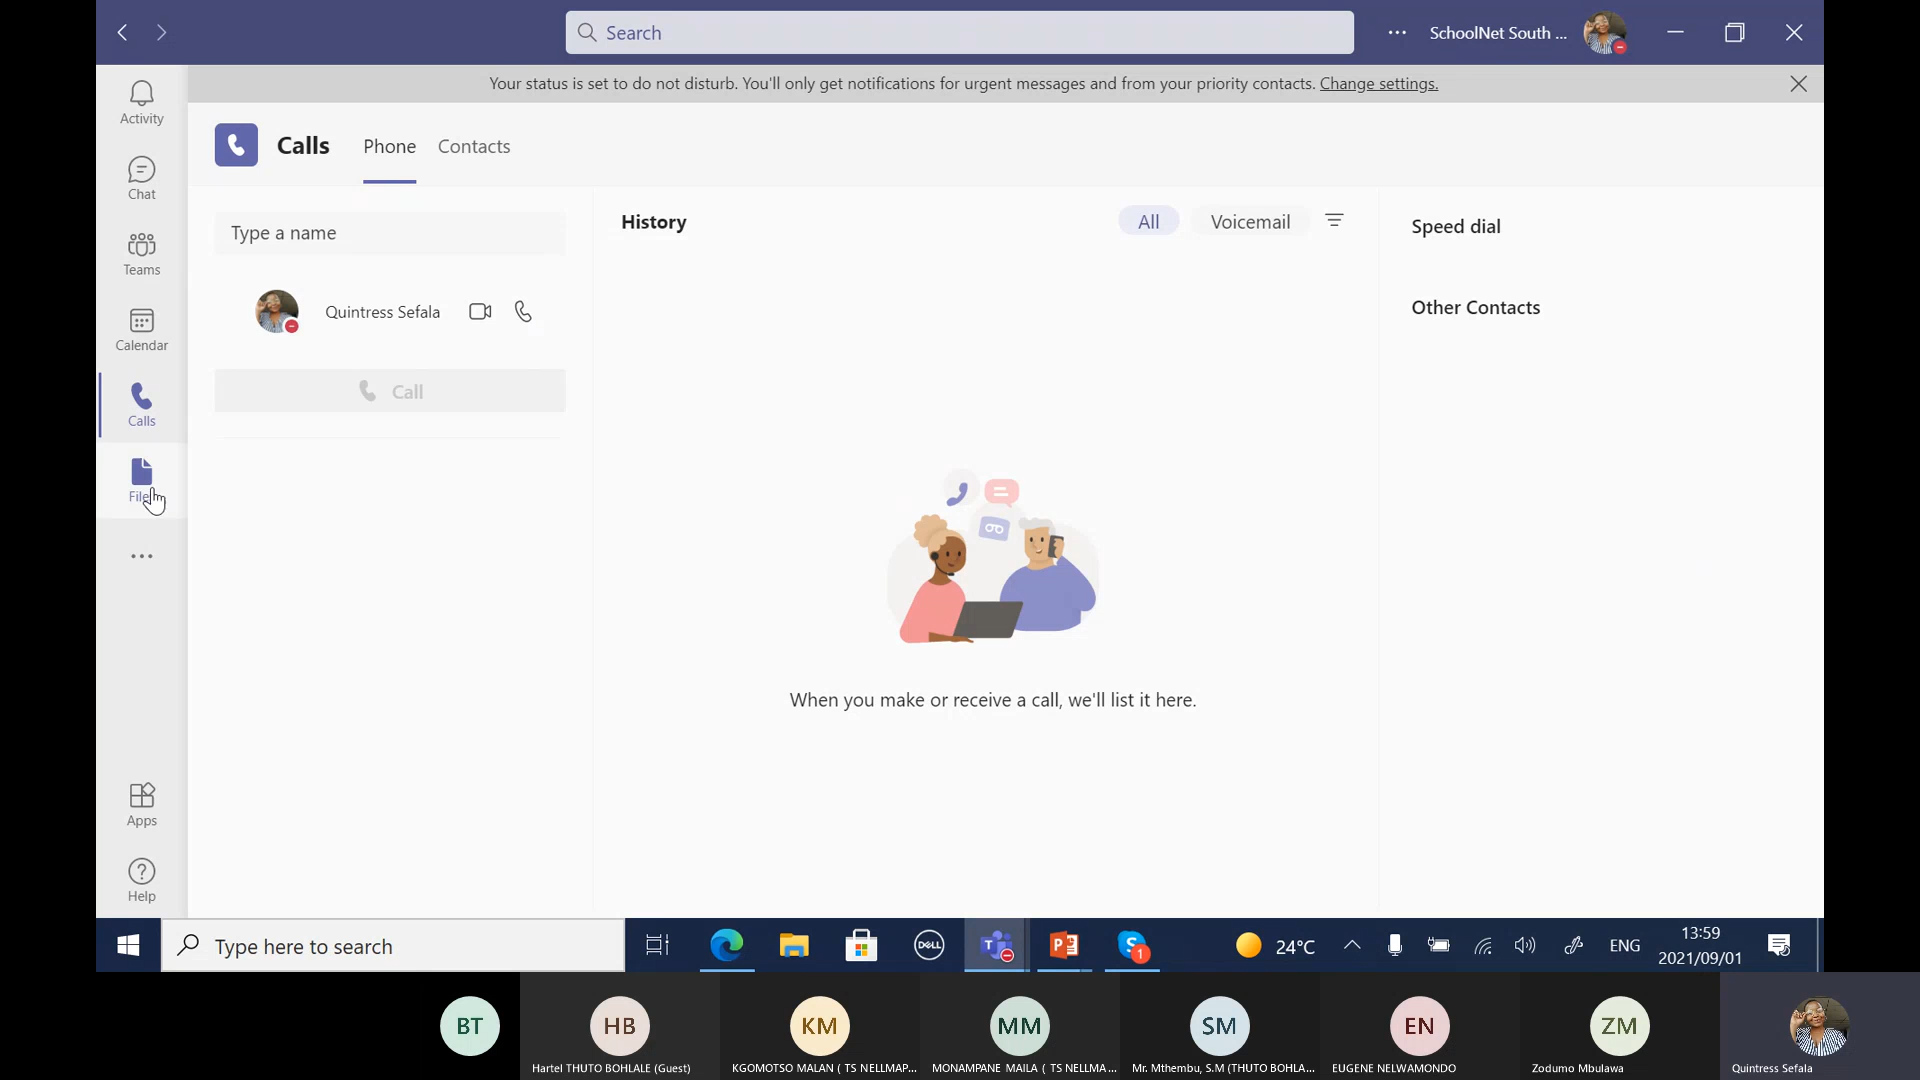 Search
SchoolNet South ...
Your status is set to do not disturb. You'll only get notifications for urgent messages and from your priority contacts. Change settings.
Activity
Chat
Teams
Calendar
Calls
...
Apps
Help
Calls
Phone
Contacts
Type a name
Quintress Sefala
Call
History
All
Voicemail
Speed dial
Other Contacts
When you make or receive a call, we'll list it here.
Type here to search
DELL
T
P
S
1
24°C
ENG
13:59
2021/09/01
BT
HB
KM
MM
SM
EN
ZM
Hartel THUTO BOHLALE (Guest)
KGOMOTSO MALAN ( TS NELLMAP...
MONAMPANE MAILA ( TS NELLMA ...
Mr. Mthembu, S.M (THUTO BOHLA...
EUGENE NELWAMONDO
Zodumo Mbulawa
Quintress Sefala